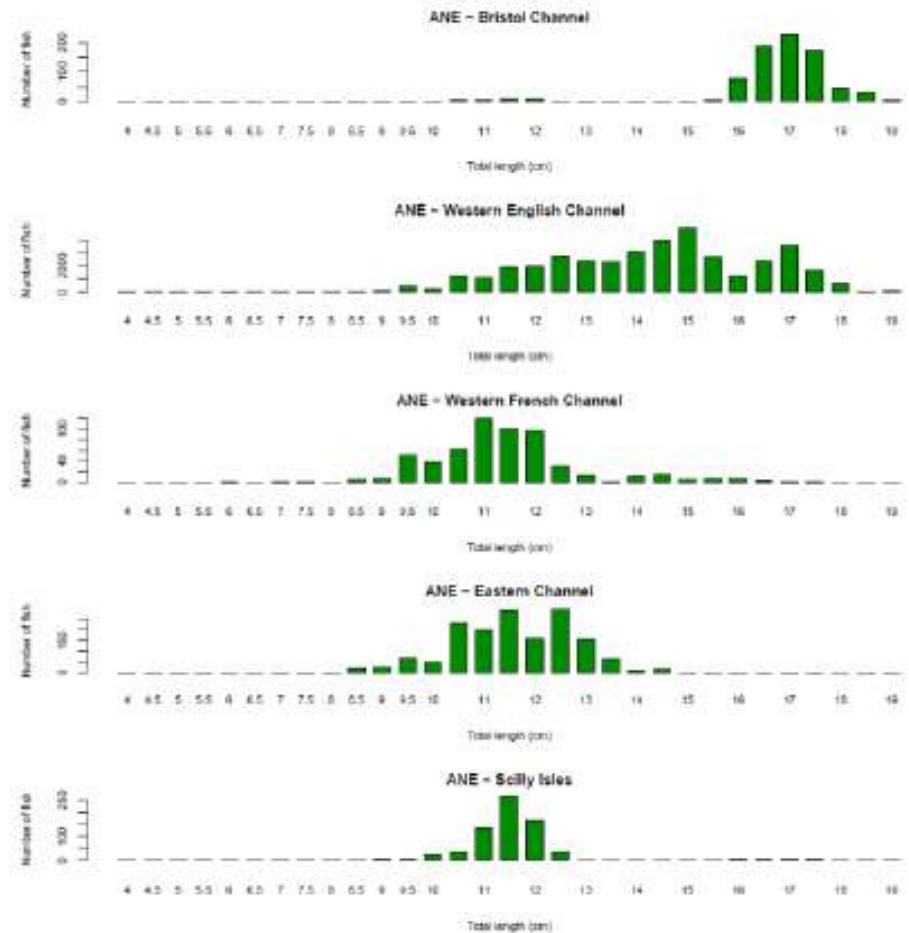 ANE - Bristol Channel
Number of fish
0 100 200
4 4.5 5 5.5 6 6.5 7 7.5 8 8.5 9 9.5 10 11 12 13 14 15 16 17 18 19
Total length (cm)
ANE - Western English Channel
Number of fish
0 2000
4 4.5 5 5.5 6 6.5 7 7.5 8 8.5 9 9.5 10 11 12 13 14 15 16 17 18 19
Total length (cm)
ANE - Western French Channel
Number of fish
0 40 100
4 4.5 5 5.5 6 6.5 7 7.5 8 8.5 9 9.5 10 11 12 13 14 15 16 17 18 19
Total length (cm)
ANE - Eastern Channel
Number of fish
0
4 4.5 5 5.5 6 6.5 7 7.5 8 8.5 9 9.5 10 11 12 13 14 15 16 17 18 19
Total length (cm)
ANE - Scilly Isles
Number of fish
0 100 250
4 4.5 5 5.5 6 6.5 7 7.5 8 8.5 9 9.5 10 11 12 13 14 15 16 17 18 19
Total length (cm)